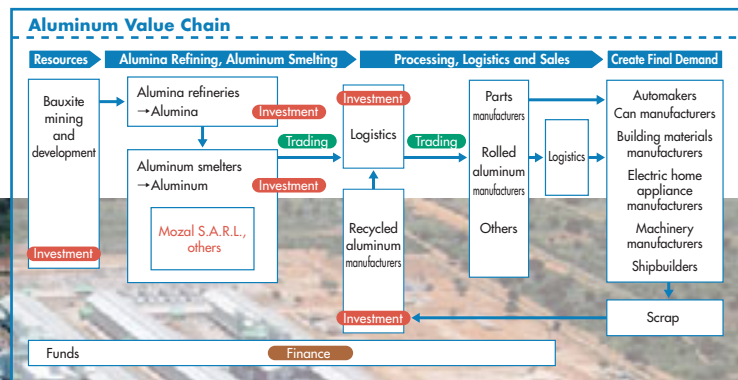 Aluminum Value Chain
Resources
Alumina Refining, Aluminum Smelting
Processing, Logistics and Sales
Create Final Demand
Bauxite
mining
and
development
Investment
Alumina refineries
→Alumina
Investment
Aluminum smelters
→Aluminum
Investment
Mozal S.A.R.L.,
others
Trading
Investment
Logistics
Trading
Recycled
aluminum
manufacturers
Investment
Parts
manufacturers
Rolled
aluminum
manufacturers
Others
Logistics
Automakers
Can manufacturers
Building materials
manufacturers
Electric home
appliance
manufacturers
Machinery
manufacturers
Shipbuilders
Scrap
Funds
Finance